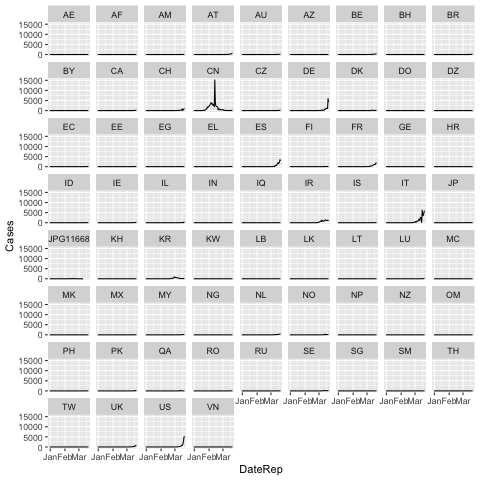 AE AF AM AT AU AZ BE BH BR
15000
10000
5000
0
BY CA CH CN CZ DE DK DO DZ
15000
10000
5000
0
EC EE EG EL ES FI FR GE HR
15000
10000
5000
0
ID IE IL IN IQ IR IS IT JP
15000
10000
5000
0
JPG11668 KH KR KW LB LK LT LU MC
15000
10000
5000
0
MK MX MY NG NL NO NP NZ OM
15000
10000
5000
0
PH PK QA RO RU SE SG SM TH
15000
10000
5000
0
JanFebMar JanFebMar JanFebMar JanFebMar JanFebMar
TW UK US VN
15000
10000
5000
0
JanFebMar JanFebMar JanFebMar JanFebMar
Cases
DateRep